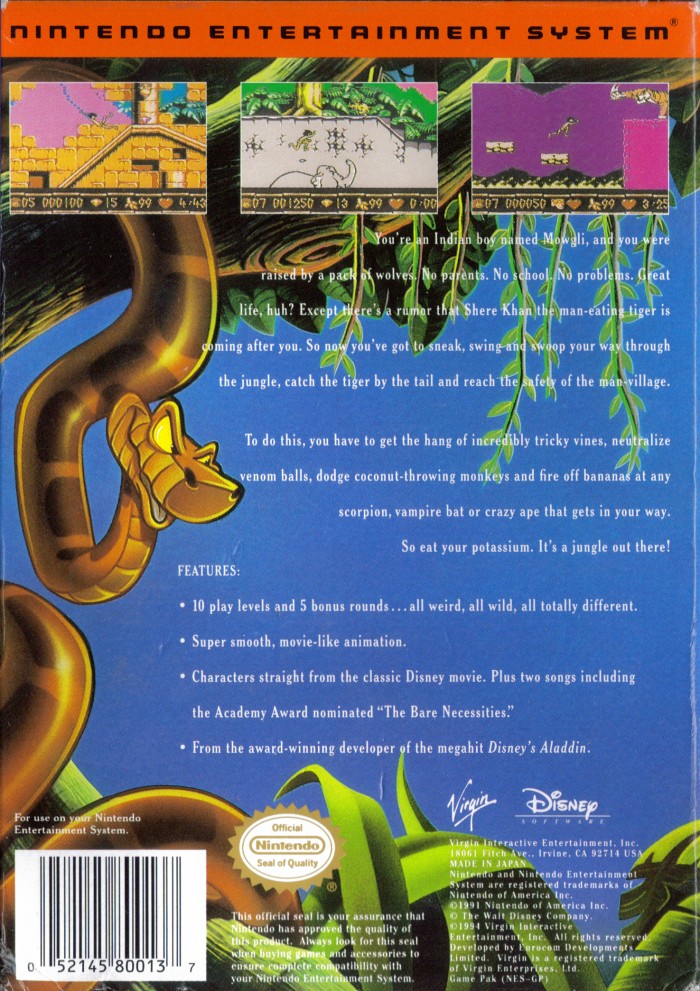 NINTENDO ENTERTAINMENT SYSTEM®
05 000100 15 99 4:43
07 001250 13 99 0:00
07 000050 99 3:25
You're an Indian boy named Mowgli, and you were
raised by a pack of wolves. No parents. No school. No problems. Great
life, huh? Except there's a rumor that Shere Khan the man-eating tiger is
coming after you. So now you've got to sneak, swing and swoop your way through
the jungle, catch the tiger by the tail and reach the safety of the man-village.
To do this, you have to get the hang of incredibly tricky vines, neutralize
venom balls, dodge coconut-throwing monkeys and fire off bananas at any
scorpion, vampire bat or crazy ape that gets in your way.
So eat your potassium. It's a jungle out there!
FEATURES:
• 10 play levels and 5 bonus rounds...all weird, all wild, all totally different.
• Super smooth, movie-like animation.
• Characters straight from the classic Disney movie. Plus two songs including
the Academy Award nominated “The Bare Necessities.”
• From the award-winning developer of the megahit Disney's Aladdin.
For use on your Nintendo
Entertainment System.
0 52145 80013 7
Official
Nintendo
Seal of Quality
®
This official seal is your assurance that
Nintendo has approved the quality of
this product. Always look for this seal
when buying games and accessories to
ensure complete compatibility with
your Nintendo Entertainment System.
Virgin
DISNEY
SOFTWARE
Virgin Interactive Entertainment, Inc.
18061 Fitch Ave., Irvine, CA 92714 USA
MADE IN JAPAN
Nintendo and Nintendo Entertainment
System are registered trademarks of
Nintendo of America Inc.
©1991 Nintendo of America Inc.
© The Walt Disney Company.
©1994 Virgin Interactive
Entertainment, Inc. All rights reserved.
Developed by Eurocom Developments
Limited. Virgin is a registered trademark
of Virgin Enterprises, Ltd.
Game Pak (NES-GP)